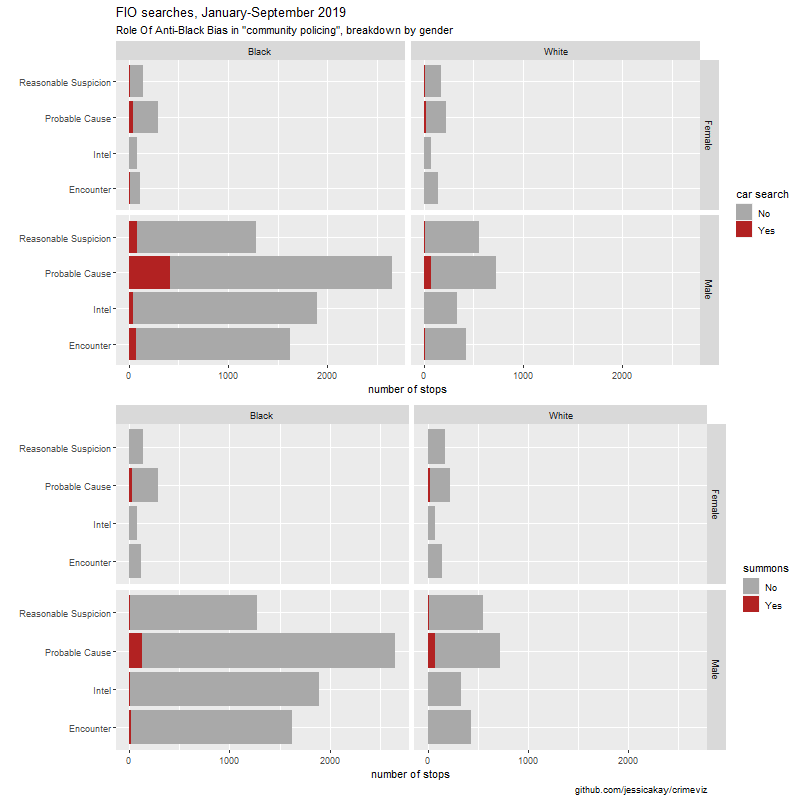 FIO searches, January-September 2019
Role Of Anti-Black Bias in "community policing", breakdown by gender
Black
White
Reasonable Suspicion
Probable Cause
Intel
Encounter
Female
Reasonable Suspicion
Probable Cause
Intel
Encounter
Male
0 1000 2000 0 1000 2000
number of stops
car search
No
Yes
Black
White
Reasonable Suspicion
Probable Cause
Intel
Encounter
Female
Reasonable Suspicion
Probable Cause
Intel
Encounter
Male
0 1000 2000 0 1000 2000
number of stops
summons
No
Yes
github.com/jessicakay/crimeviz